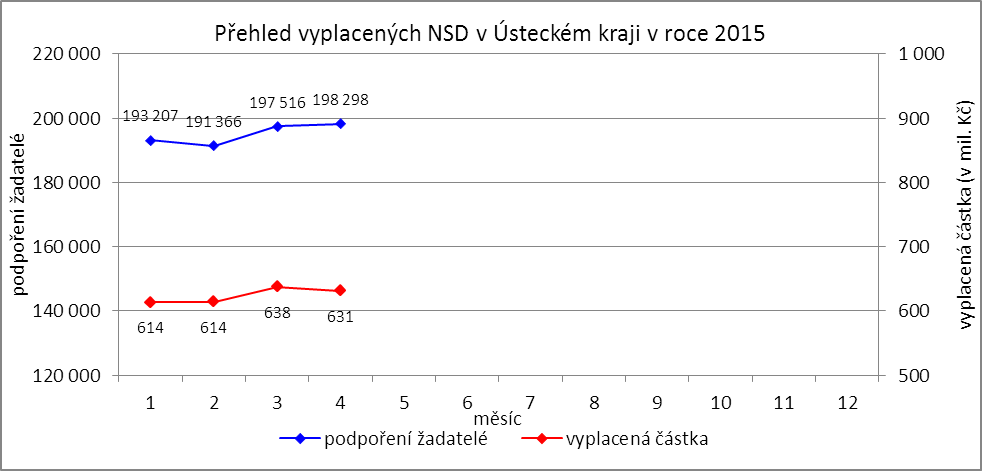 Přehled vyplacených NSD v Ústeckém kraji v roce 2015
220 000
200 000
180 000
160 000
140 000
120 000
podpoření žadatelé
1 000
900
800
700
600
500
vyplacená částka (v mil. Kč)
193 207
191 366
197 516
198 298
614
614
638
631
1 2 3 4 5 6 7 8 9 10 11 12
měsíc
podpoření žadatelé
vyplacená částka